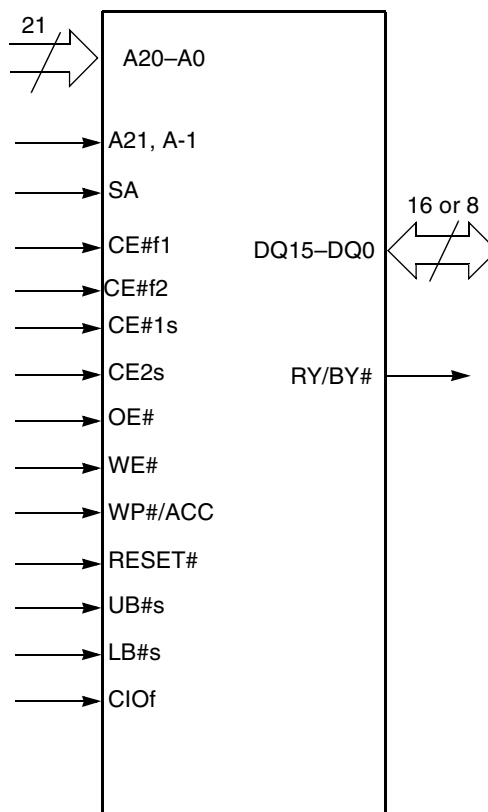 21
A20–A0
A21, A-1
SA
16 or 8
CE#f1
DQ15–DQ0
CE#f2
CE#1s
CE2s
RY/BY#
OE#
WE#
WP#/ACC
RESET#
UB#s
LB#s
CIOf